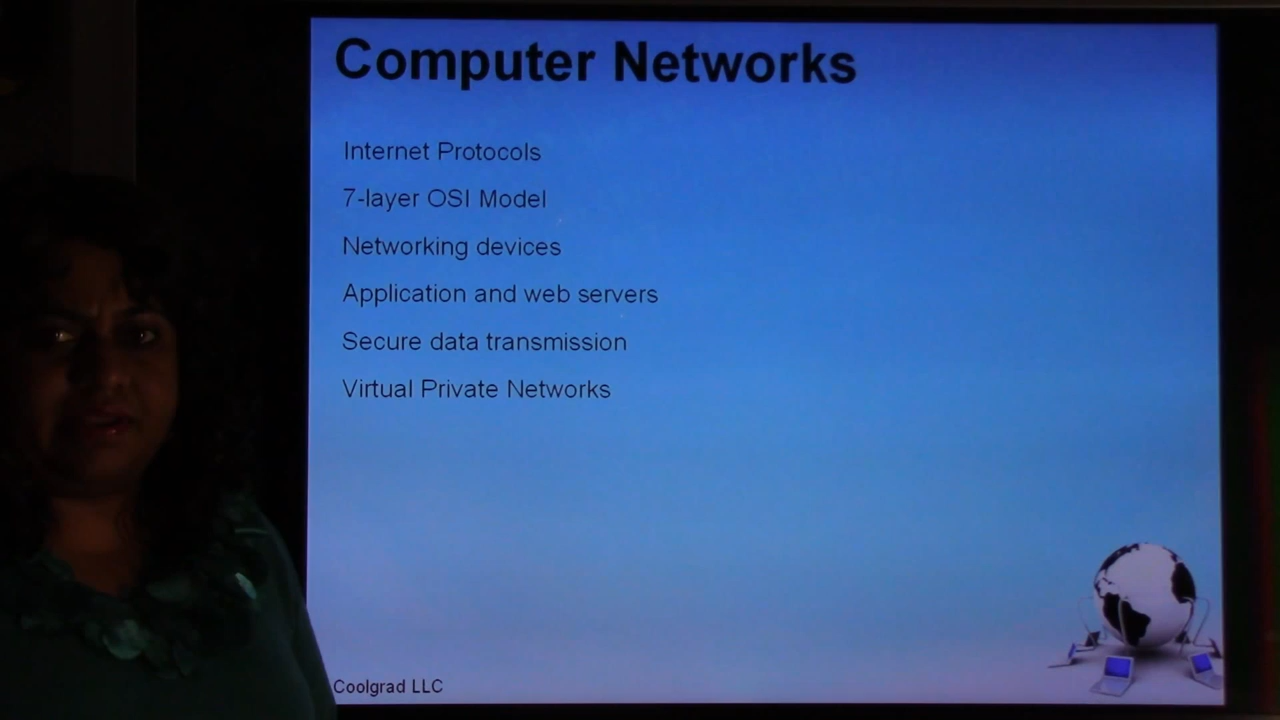 Computer Networks
Internet Protocols
7-layer OSI Model
Networking devices
Application and web servers
Secure data transmission
Virtual Private Networks
Coolgrad LLC